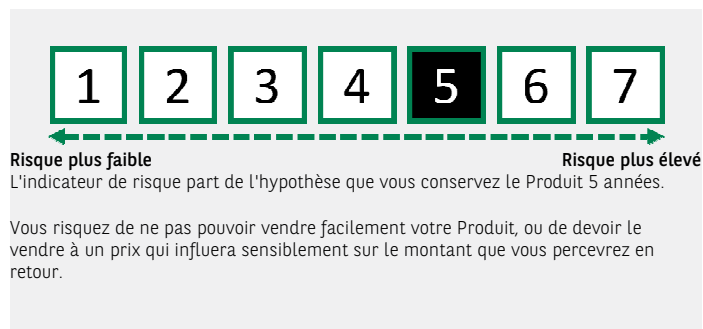 1 2 3 4 5 6 7
Risque plus faible Risque plus élevé
L'indicateur de risque part de l'hypothèse que vous conservez le Produit 5 années.
Vous risquez de ne pas pouvoir vendre facilement votre Produit, ou de devoir le
vendre à un prix qui influera sensiblement sur le montant que vous percevrez en
retour.